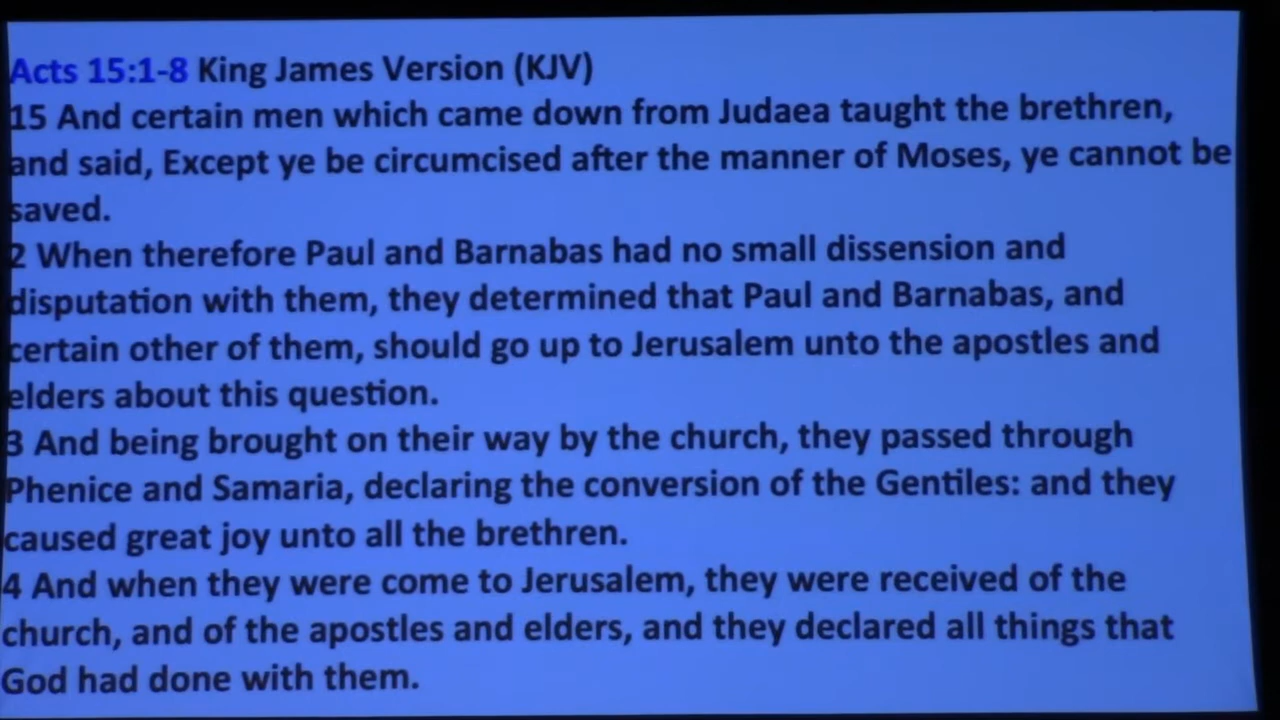 Acts 15:1-8 King James Version (KJV)
15 And certain men which came down from Judaea taught the brethren,
and said, Except ye be circumcised after the manner of Moses, ye cannot be
saved.
2 When therefore Paul and Barnabas had no small dissension and
disputation with them, they determined that Paul and Barnabas, and
certain other of them, should go up to Jerusalem unto the apostles and
elders about this question.
3 And being brought on their way by the church, they passed through
Phenice and Samaria, declaring the conversion of the Gentiles: and they
caused great joy unto all the brethren.
4 And when they were come to Jerusalem, they were received of the
church, and of the apostles and elders, and they declared all things that
God had done with them.